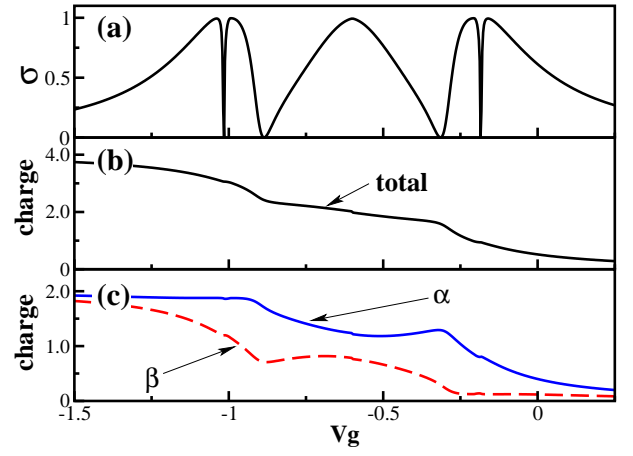 1
(a)
0.5
σ
0
4.0
(b)
total
2.0
charge
0
2.0
(c)
α
1.0
charge
β
0
-1.5 -1 -0.5 0
Vg